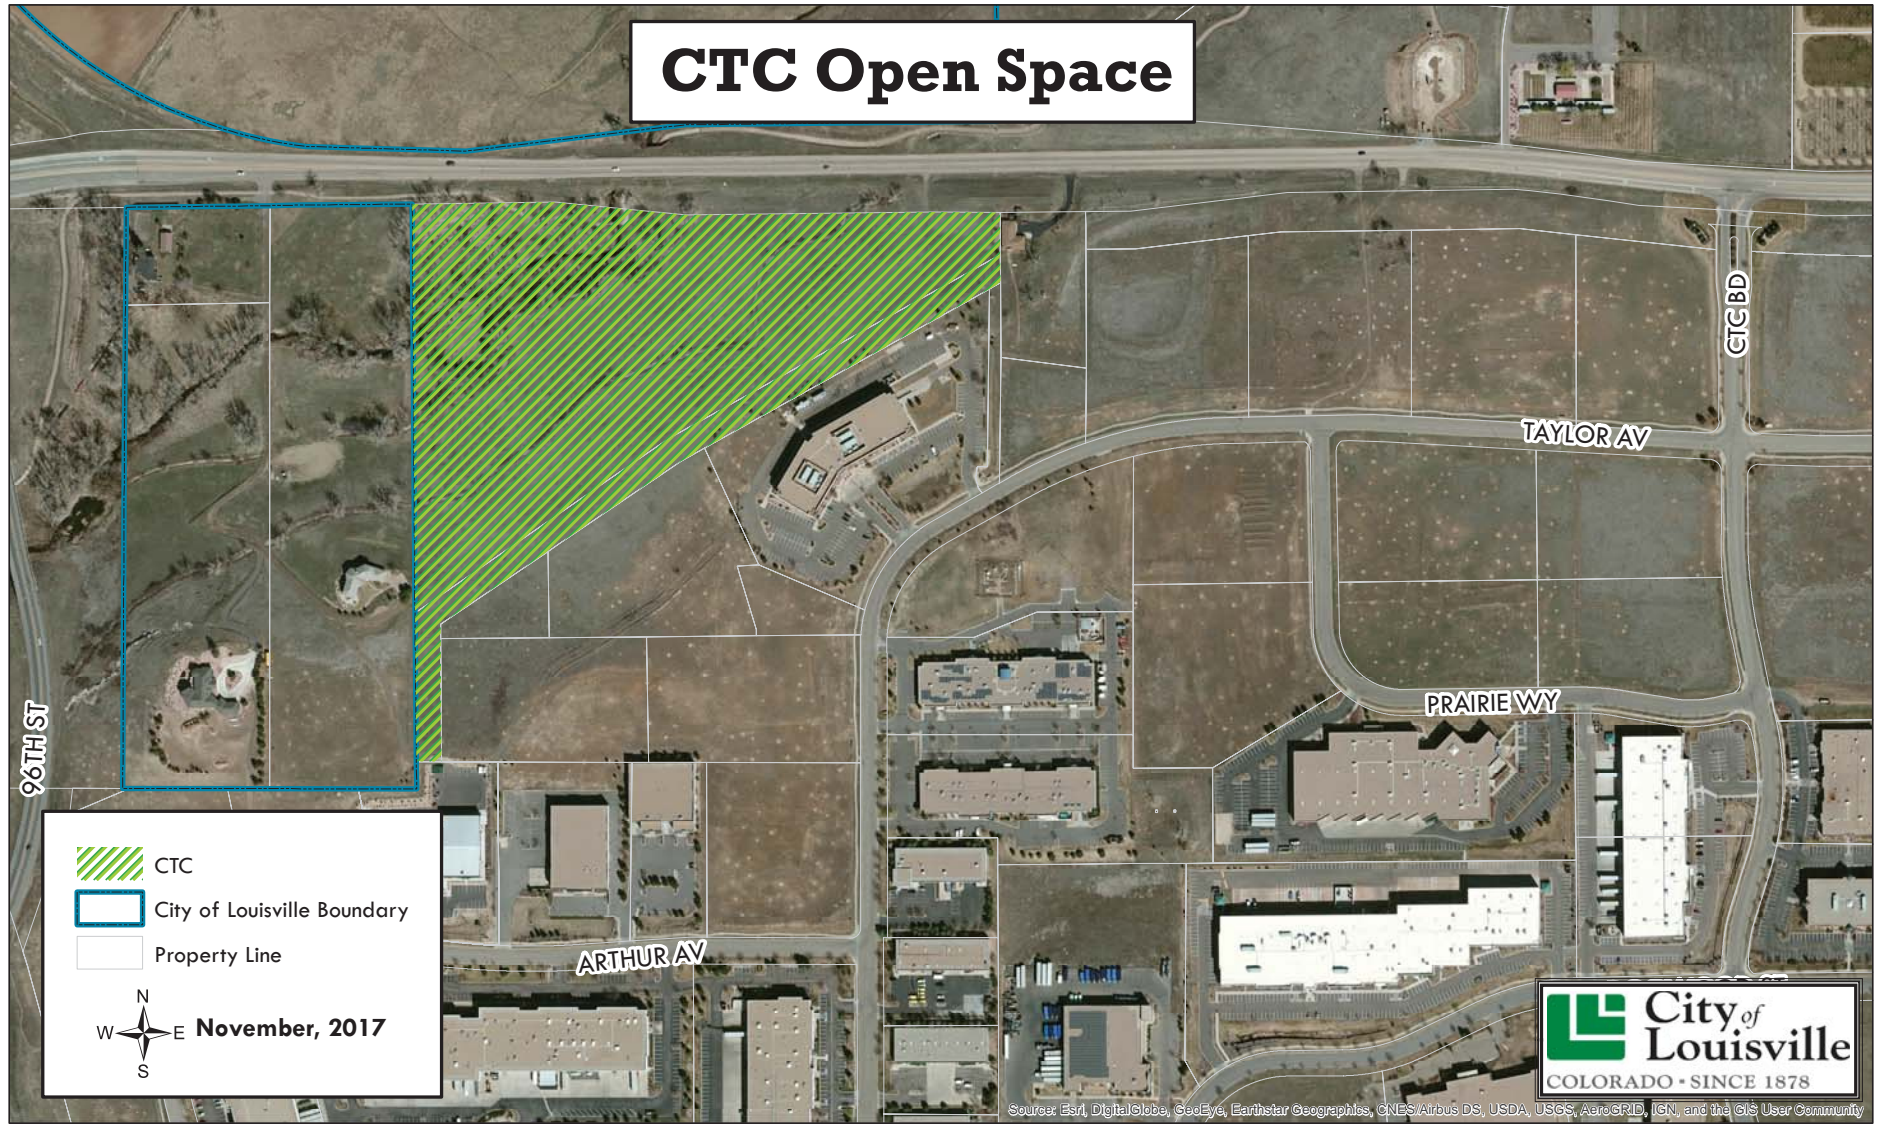 CTC Open Space
CTC BD
TAYLOR AV
PRAIRIE WY
96TH ST
ARTHUR AV
CTC
City of Louisville Boundary
Property Line
N
W E
S
November, 2017
City of
Louisville
COLORADO • SINCE 1878
Source: Esri, DigitalGlobe, GeoEye, Earthstar Geographics, CNES/Airbus DS, USDA, USGS, AeroGRID, IGN, and the GIS User Community